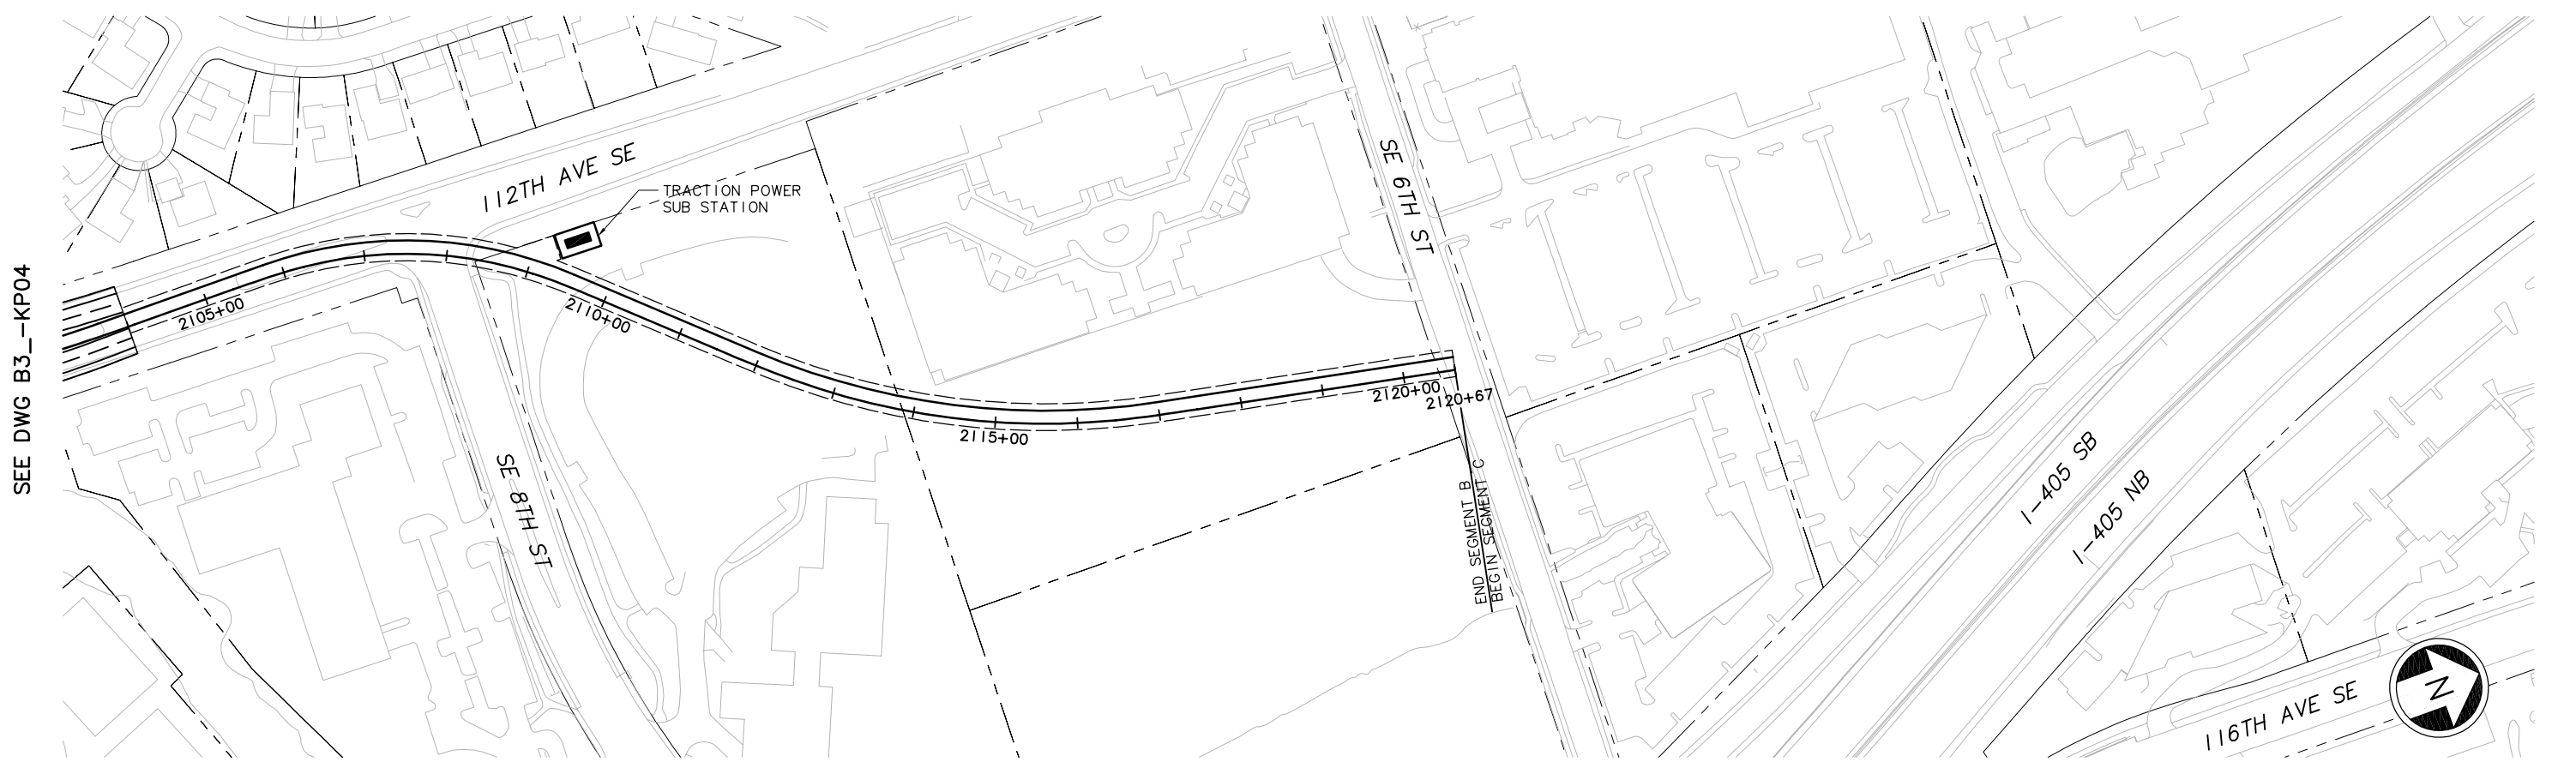 SEE DWG B3_-KP04
112TH AVE SE
TRACTION POWER
SUB STATION
SE 6TH ST
2105+00
2110+00
2115+00
2120+00
2120+67
SE 8TH ST
END SEGMENT B
BEGIN SEGMENT C
I-405 SB
I-405 NB
116TH AVE SE
N